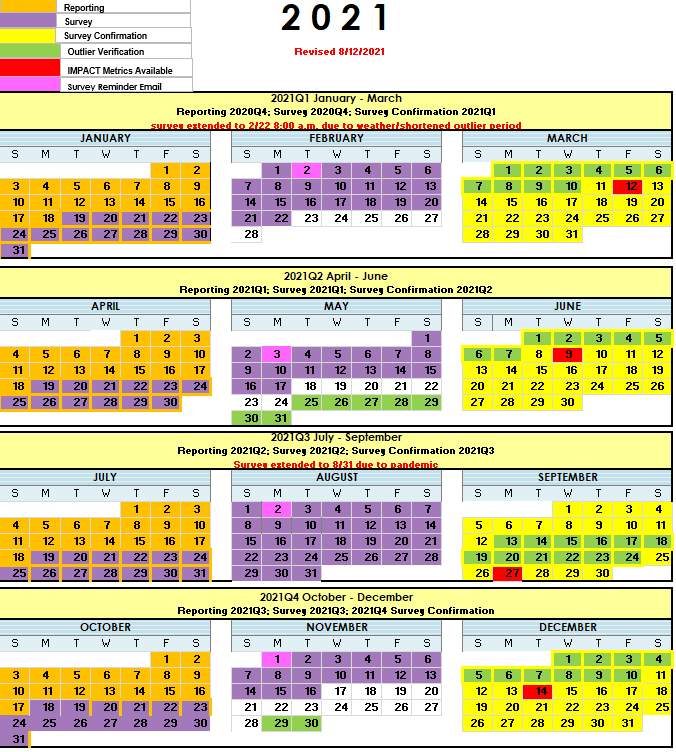 Reporting
2021
Survey
Survey Confirmation
Revised 8/12/2021
Outlier Verification
IMPACT Metrics Available
Survey Reminder Email
2021Q1 January - March
Reporting 2020Q4; Survey 2020Q4; Survey Confirmation 2021Q1
survey extended to 2/22 8:00 a.m. due to weather/shortened outlier period
JANUARY FEBRUARY MARCH
S M T W T F S S M T W T F S S M T W T F S
1 2 1 2 3 4 5 6 1 2 3 4 5 6
3 4 5 6 7 8 9 7 8 9 10 11 12 13 7 8 9 10 11 12 13
10 11 12 13 14 15 16 14 15 16 17 18 19 20 14 15 16 17 18 19 20
17 18 19 20 21 22 23 21 22 23 24 25 26 27 21 22 23 24 25 26 27
24 25 26 27 28 29 30 28 28 29 30 31
31
2021Q2 April - June
Reporting 2021Q1; Survey 2021Q1; Survey Confirmation 2021Q2
APRIL MAY JUNE
S M T W T F S S M T W T F S S M T W T F S
1 2 3 1 1 2 3 4 5
4 5 6 7 8 9 10 2 3 4 5 6 7 8 6 7 8 9 10 11 12
11 12 13 14 15 16 17 9 10 11 12 13 14 15 13 14 15 16 17 18 19
18 19 20 21 22 23 24 16 17 18 19 20 21 22 20 21 22 23 24 25 26
25 26 27 28 29 30 23 24 25 26 27 28 29 27 28 29 30
30 31
2021Q3 July - September
Reporting 2021Q2; Survey 2021Q2; Survey Confirmation 2021Q3
Survey extended to 8/31 due to pandemic
JULY AUGUST SEPTEMBER
S M T W T F S S M T W T F S S M T W T F S
1 2 3 1 2 3 4 5 6 7 1 2 3 4
4 5 6 7 8 9 10 8 9 10 11 12 13 14 5 6 7 8 9 10 11
11 12 13 14 15 16 17 15 16 17 18 19 20 21 12 13 14 15 16 17 18
18 19 20 21 22 23 24 22 23 24 25 26 27 28 19 20 21 22 23 24 25
25 26 27 28 29 30 31 29 30 31 26 27 28 29 30
2021Q4 October - December
Reporting 2021Q3; Survey 2021Q3; 2021Q4 Survey Confirmation
OCTOBER NOVEMBER DECEMBER
S M T W T F S S M T W T F S S M T W T F S
1 2 1 2 3 4 5 6 1 2 3 4
3 4 5 6 7 8 9 7 8 9 10 11 12 13 5 6 7 8 9 10 11
10 11 12 13 14 15 16 14 15 16 17 18 19 20 12 13 14 15 16 17 18
17 18 19 20 21 22 23 21 22 23 24 25 26 27 19 20 21 22 23 24 25
24 25 26 27 28 29 30 28 29 30 26 27 28 29 30 31
31